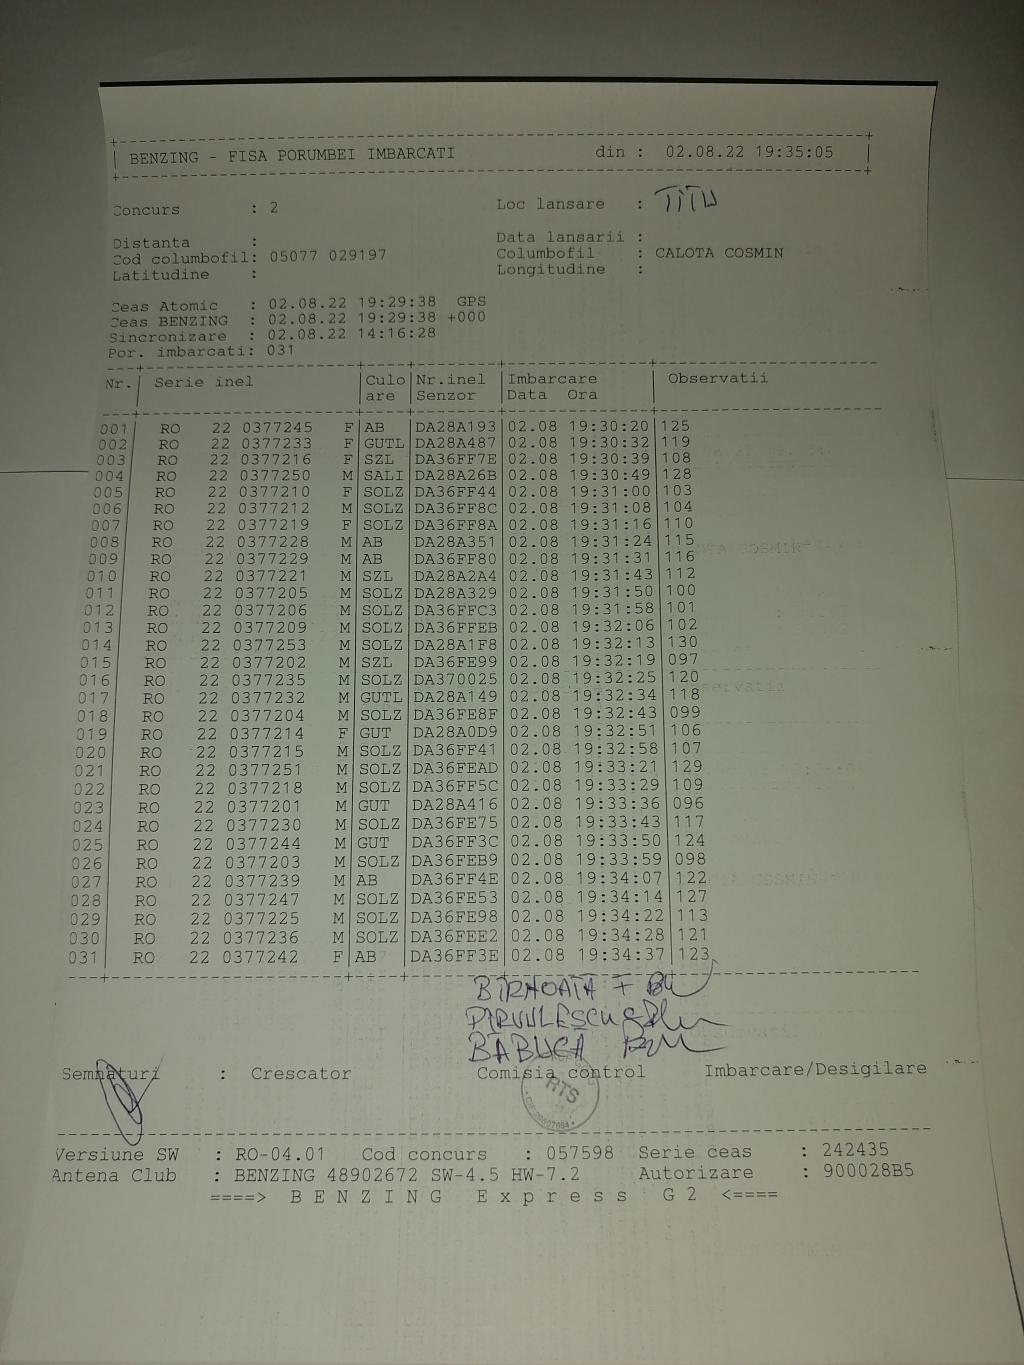 BENZING - FISA PORUMBEI IMBARCATI din : 02.08.22 19:35:05
Concurs : 2 Loc lansare : TITU
Distanta : Data lansarii :
Cod columbofil: 05077 029197 Columbofil : CALOTA COSMIN
Latitudine : Longitudine :
Ceas Atomic : 02.08.22 19:29:38 GPS
Ceas BENZING : 02.08.22 19:29:38 +000
Sincronizare : 02.08.22 14:16:28
Por. imbarcati: 031
Nr. Serie inel Culo Nr.inel Imbarcare Observatii
are Senzor Data Ora
001 RO 22 0377245 F AB DA28A193 02.08 19:30:20 125
002 RO 22 0377233 F GUTL DA28A487 02.08 19:30:32 119
003 RO 22 0377216 F SZL DA36FF7E 02.08 19:30:39 108
004 RO 22 0377250 M SALI DA28A26B 02.08 19:30:49 128
005 RO 22 0377210 F SOLZ DA36FF44 02.08 19:31:00 103
006 RO 22 0377212 M SOLZ DA36FF8C 02.08 19:31:08 104
007 RO 22 0377219 F SOLZ DA36FF8A 02.08 19:31:16 110
008 RO 22 0377228 M AB DA28A351 02.08 19:31:24 115
009 RO 22 0377229 M AB DA36FF80 02.08 19:31:31 116
010 RO 22 0377221 M SZL DA28A2A4 02.08 19:31:43 112
011 RO 22 0377205 M SOLZ DA28A329 02.08 19:31:50 100
012 RO 22 0377206 M SOLZ DA36FFC3 02.08 19:31:58 101
013 RO 22 0377209 M SOLZ DA36FFEB 02.08 19:32:06 102
014 RO 22 0377253 M SOLZ DA28A1F8 02.08 19:32:13 130
015 RO 22 0377202 M SZL DA36FE99 02.08 19:32:19 097
016 RO 22 0377235 M SOLZ DA370025 02.08 19:32:25 120
017 RO 22 0377232 M GUTL DA28A149 02.08 19:32:34 118
018 RO 22 0377204 M SOLZ DA36FE8F 02.08 19:32:43 099
019 RO 22 0377214 F GUT DA28A0D9 02.08 19:32:51 106
020 RO 22 0377215 M SOLZ DA36FF41 02.08 19:32:58 107
021 RO 22 0377251 M SOLZ DA36FEAD 02.08 19:33:21 129
022 RO 22 0377218 M SOLZ DA36FF5C 02.08 19:33:29 109
023 RO 22 0377201 M GUT DA28A416 02.08 19:33:36 096
024 RO 22 0377230 M SOLZ DA36FE75 02.08 19:33:43 117
025 RO 22 0377244 M GUT DA36FF3C 02.08 19:33:50 124
026 RO 22 0377203 M SOLZ DA36FEB9 02.08 19:33:59 098
027 RO 22 0377239 M AB DA36FF4E 02.08 19:34:07 122
028 RO 22 0377247 M SOLZ DA36FE53 02.08 19:34:14 127
029 RO 22 0377225 M SOLZ DA36FE98 02.08 19:34:22 113
030 RO 22 0377236 M SOLZ DA36FEE2 02.08 19:34:28 121
031 RO 22 0377242 F AB DA36FF3E 02.08 19:34:37 123
PIRVULESCU
BĂBUCĂ
Semnaturi : Crescator Comisia control Imbarcare/Desigilare
RTS
Versiune SW : RO-04.01 Cod concurs : 057598 Serie ceas : 242435
Antena Club : BENZING 48902672 SW-4.5 HW-7.2 Autorizare : 900028B5
====> B E N Z I N G E x p r e s s G 2 <====